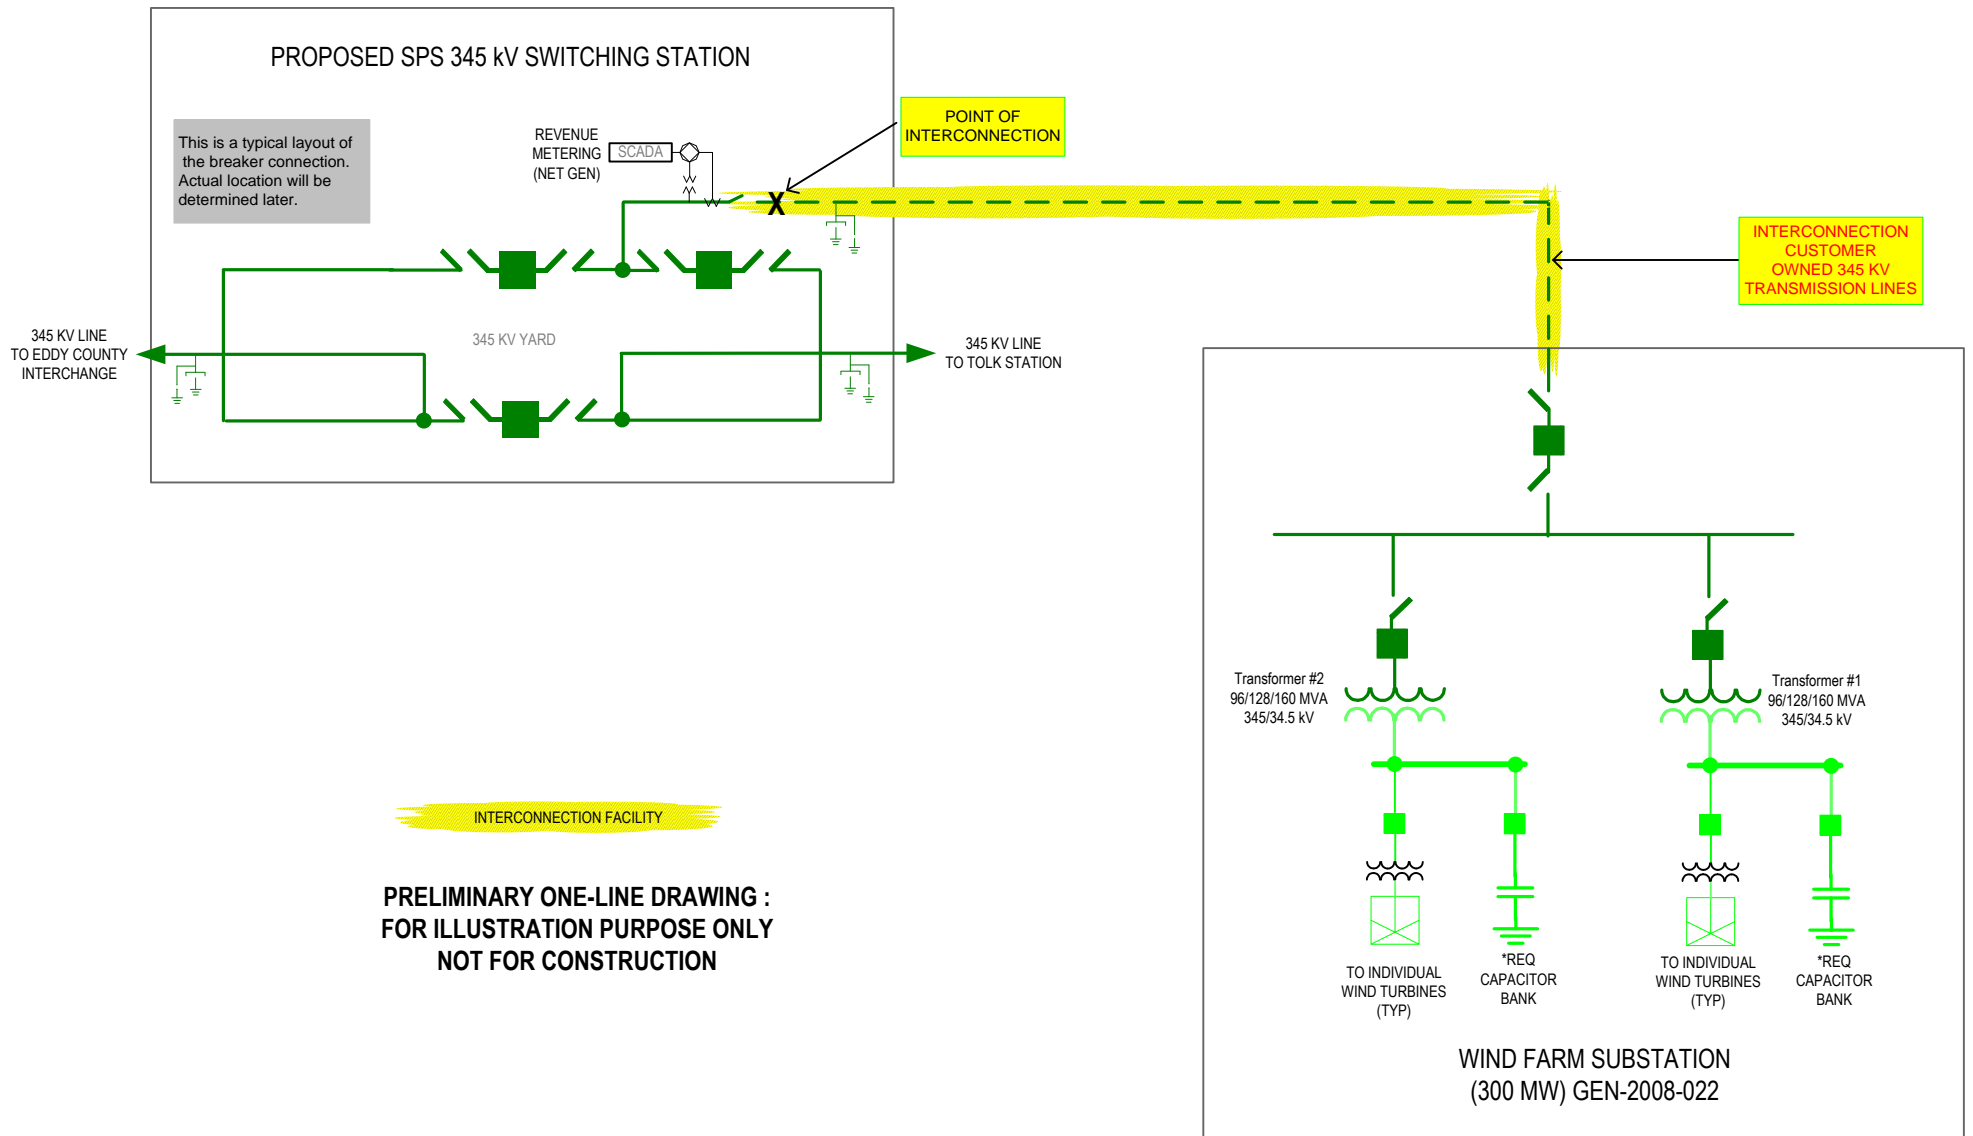 PROPOSED SPS 345 kV SWITCHING STATION
This is a typical layout of
the breaker connection.
Actual location will be
determined later.
REVENUE
METERING
(NET GEN)
SCADA
POINT OF
INTERCONNECTION
X
INTERCONNECTION
CUSTOMER
OWNED 345 KV
TRANSMISSION LINES
345 KV LINE
TO EDDY COUNTY
INTERCHANGE
345 KV YARD
345 KV LINE
TO TOLK STATION
Transformer #2
96/128/160 MVA
345/34.5 kV
Transformer #1
96/128/160 MVA
345/34.5 kV
INTERCONNECTION FACILITY
PRELIMINARY ONE-LINE DRAWING :
FOR ILLUSTRATION PURPOSE ONLY
NOT FOR CONSTRUCTION
TO INDIVIDUAL
WIND TURBINES
(TYP)
*REQ
CAPACITOR
BANK
TO INDIVIDUAL
WIND TURBINES
(TYP)
*REQ
CAPACITOR
BANK
WIND FARM SUBSTATION
(300 MW) GEN-2008-022